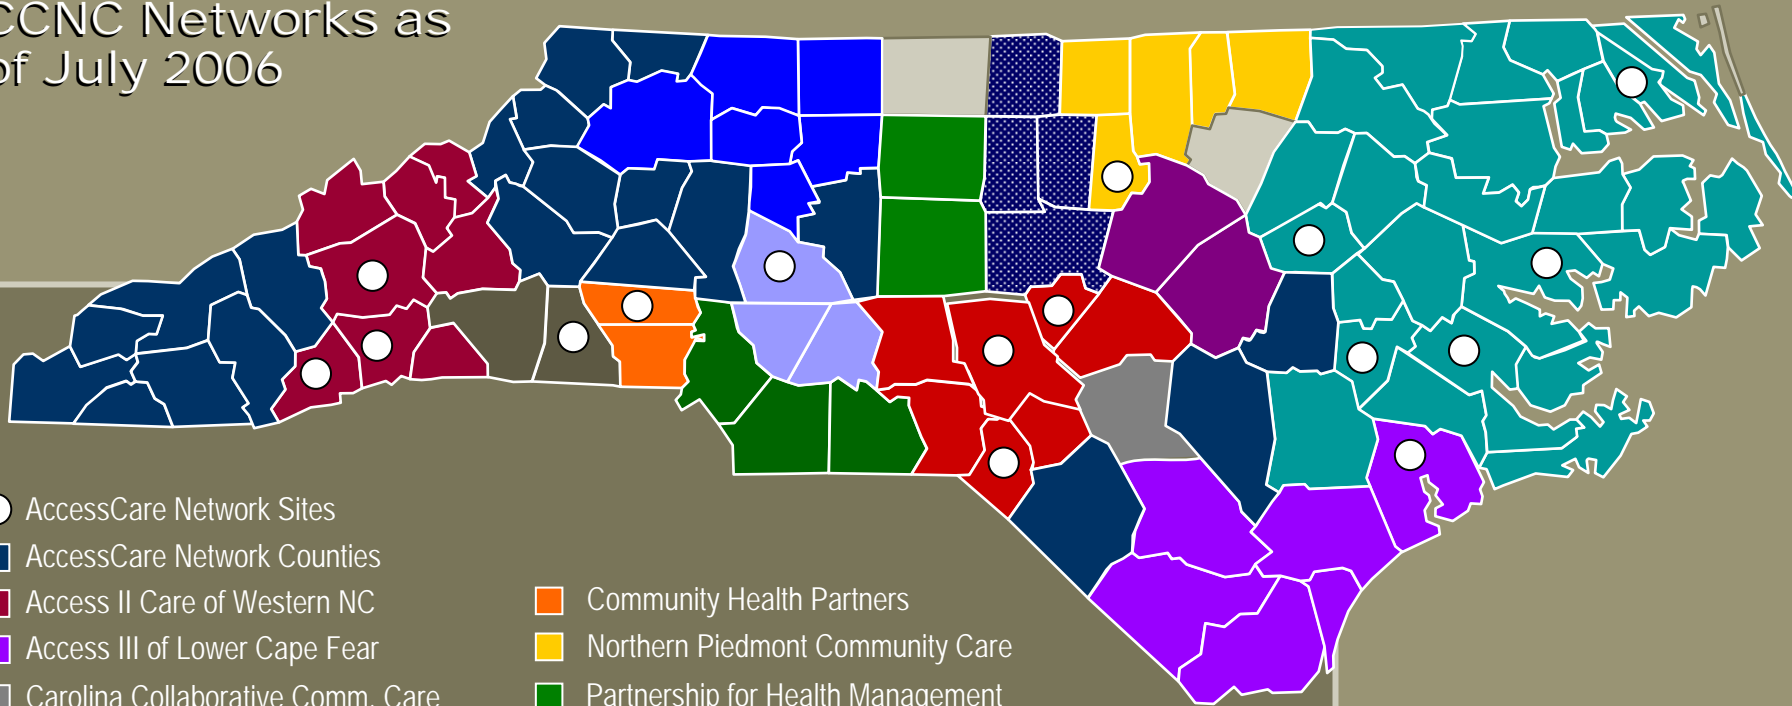 CCNC Networks as
of July 2006
AccessCare Network Sites
AccessCare Network Counties
Access II Care of Western NC
Access III of Lower Cape Fear
Carolina Collaborative Comm. Care
Community Health Partners
Northern Piedmont Community Care
Partnership for Health Management